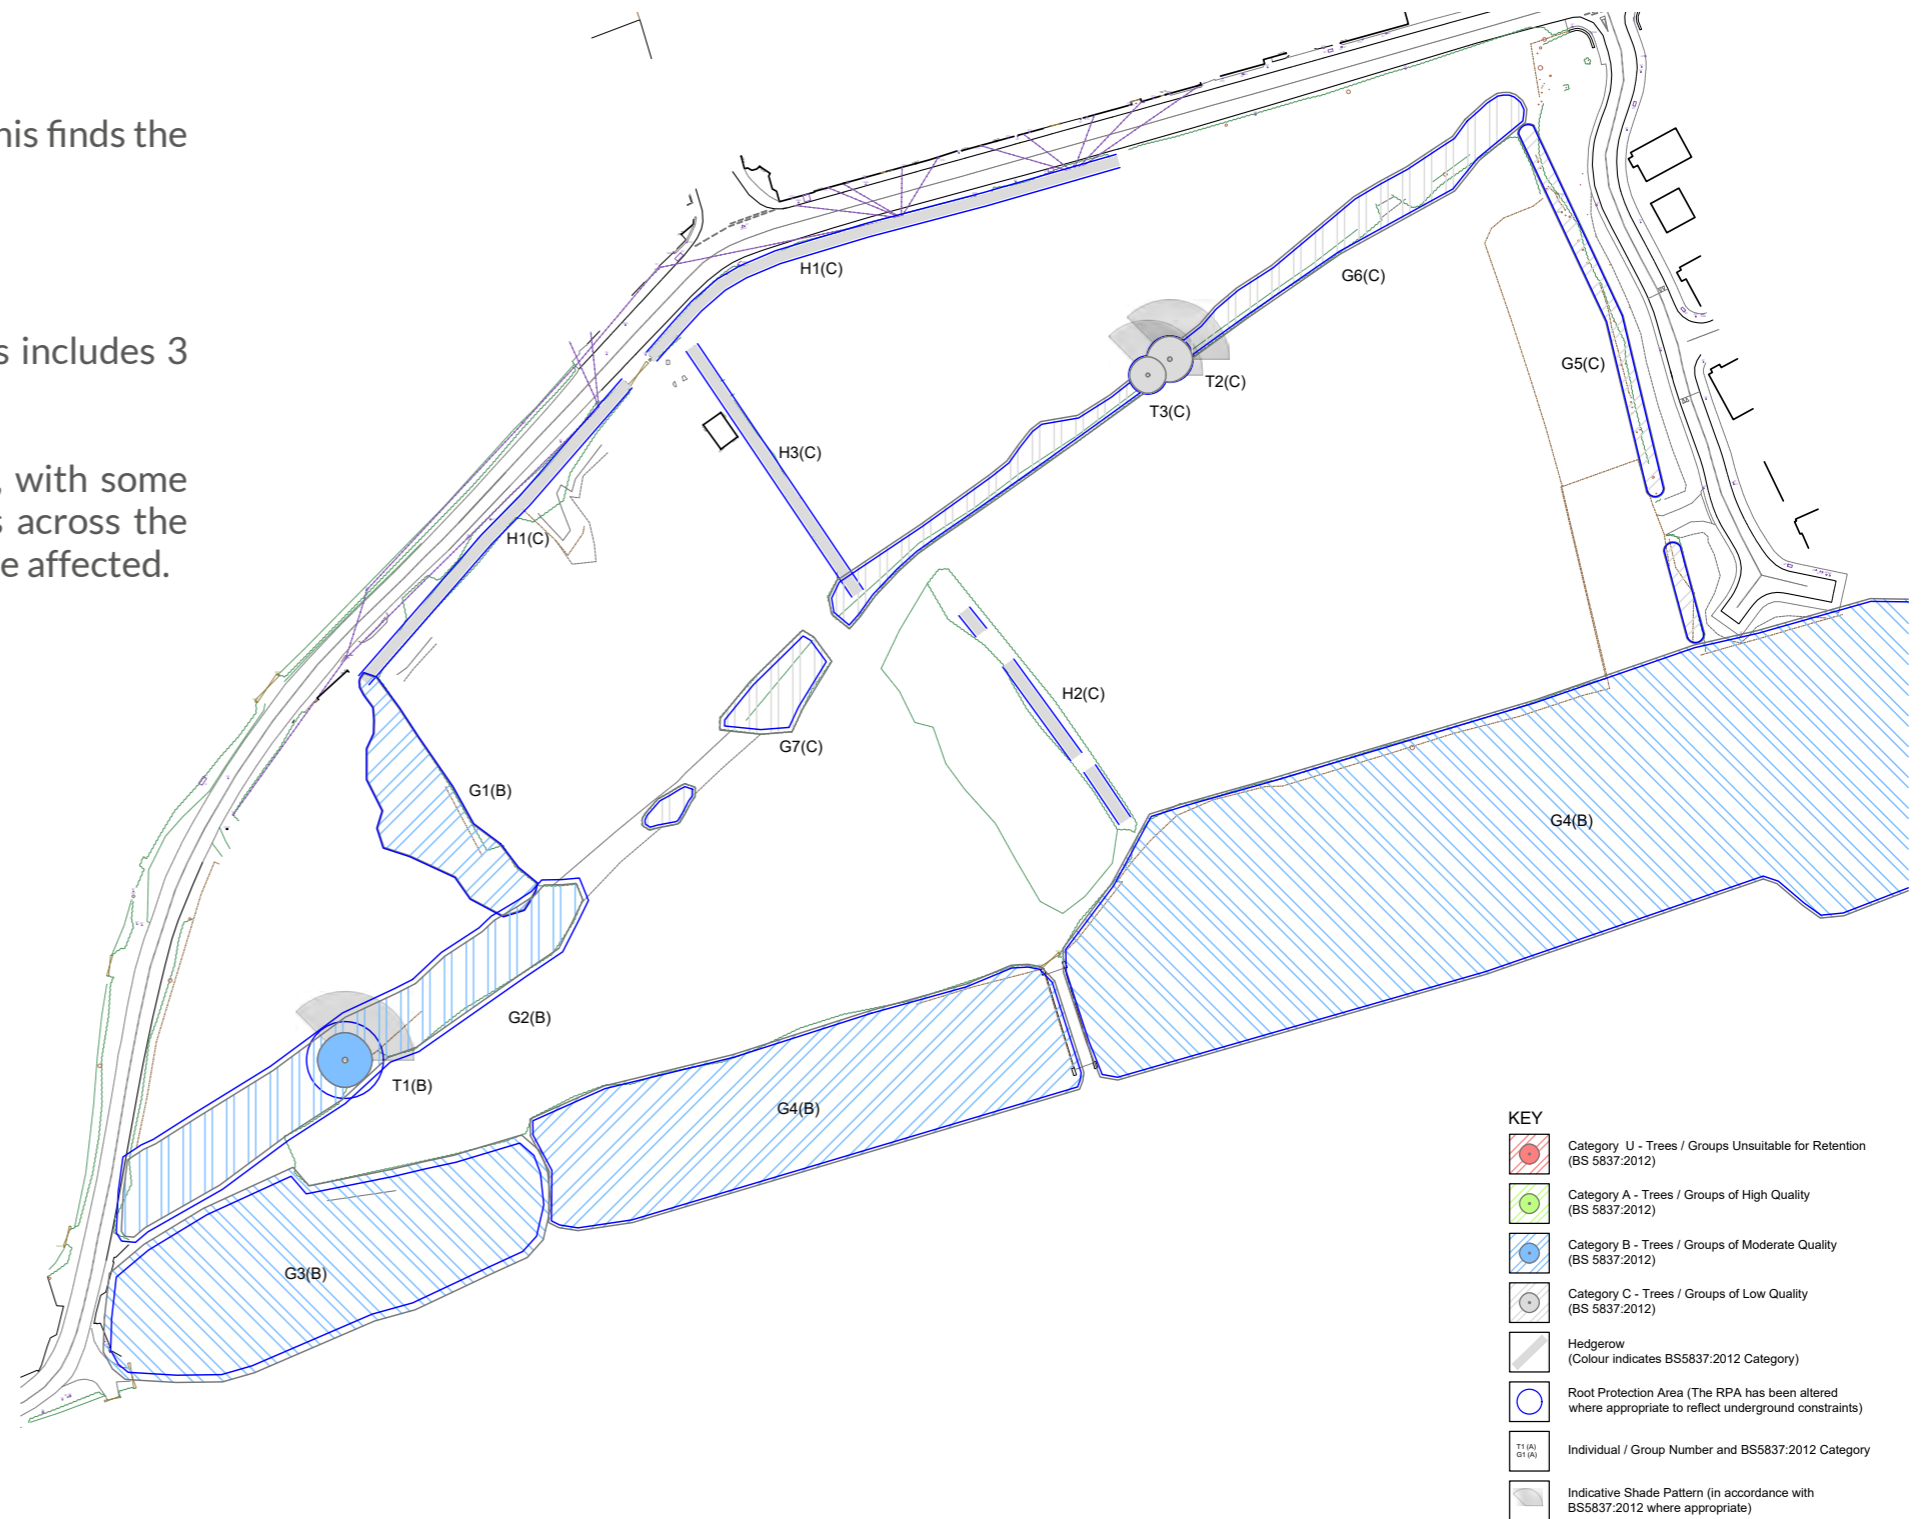 his finds the
s includes 3
, with some
s across the
e affected.
H1(C)
G6(C)
T2(C)
T3(C)
G5(C)
H3(C)
H1(C)
H2(C)
G7(C)
G1(B)
G4(B)
G2(B)
T1(B)
G4(B)
G3(B)
KEY
Category U - Trees / Groups Unsuitable for Retention
(BS 5837:2012)
Category A - Trees / Groups of High Quality
(BS 5837:2012)
Category B - Trees / Groups of Moderate Quality
(BS 5837:2012)
Category C - Trees / Groups of Low Quality
(BS 5837:2012)
Hedgerow
(Colour indicates BS5837:2012 Category)
Root Protection Area (The RPA has been altered
where appropriate to reflect underground constraints)
T1 (A)
G1 (A)
Individual / Group Number and BS5837:2012 Category
Indicative Shade Pattern (in accordance with
BS5837:2012 where appropriate)